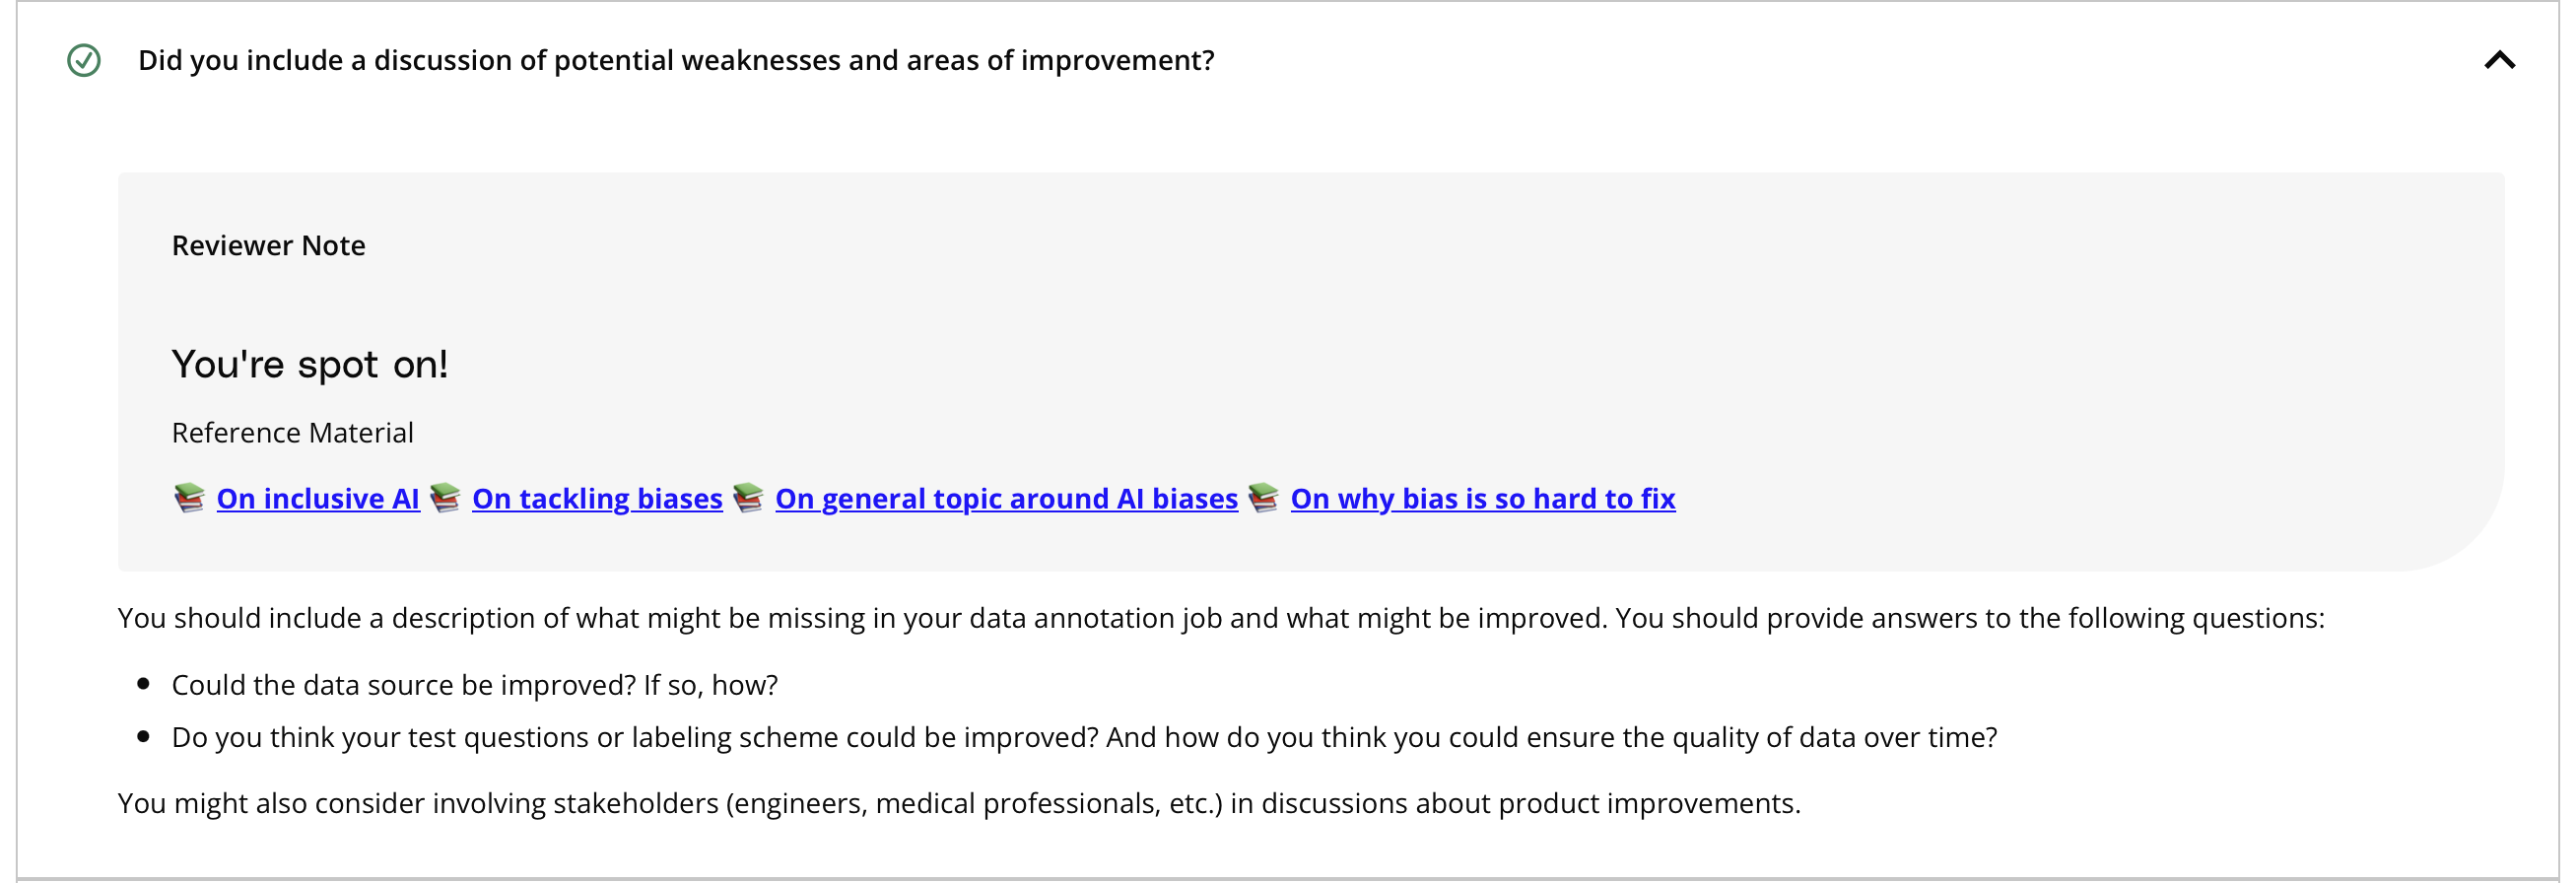 Did you include a discussion of potential weaknesses and areas of improvement?
Reviewer Note
You're spot on!
Reference Material
📚 On inclusive AI 📚 On tackling biases 📚 On general topic around AI biases 📚 On why bias is so hard to fix
You should include a description of what might be missing in your data annotation job and what might be improved. You should provide answers to the following questions:
• Could the data source be improved? If so, how?
• Do you think your test questions or labeling scheme could be improved? And how do you think you could ensure the quality of data over time?
You might also consider involving stakeholders (engineers, medical professionals, etc.) in discussions about product improvements.